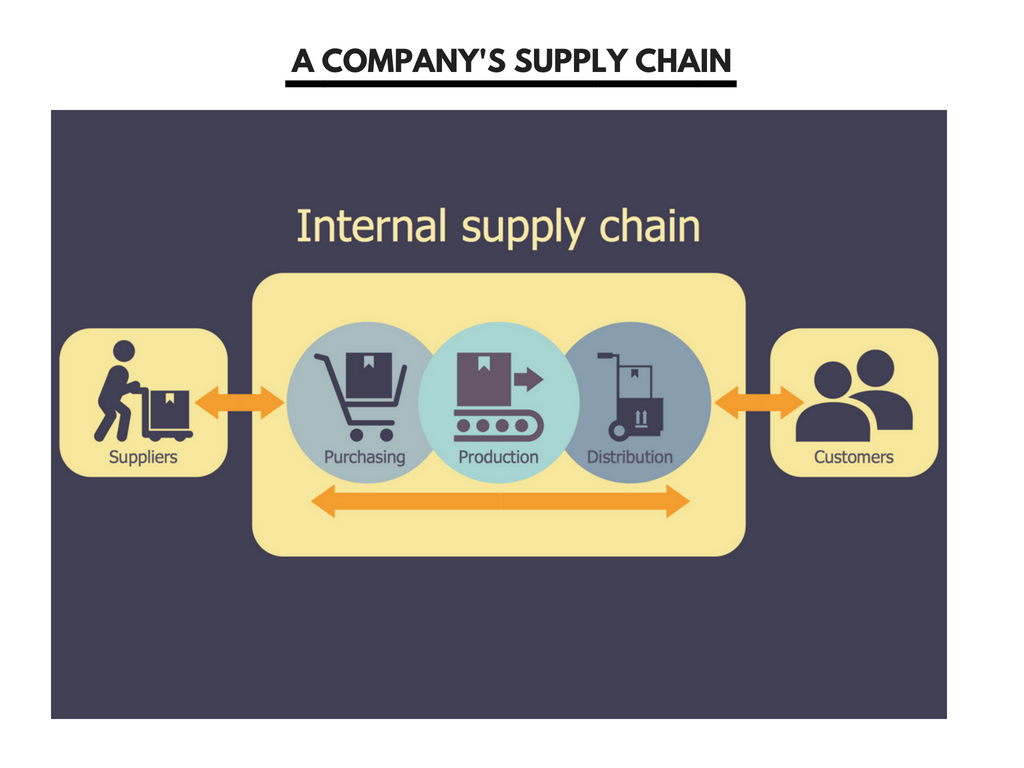 A COMPANY'S SUPPLY CHAIN
Internal supply chain
Suppliers
Purchasing
Production
Distribution
Customers